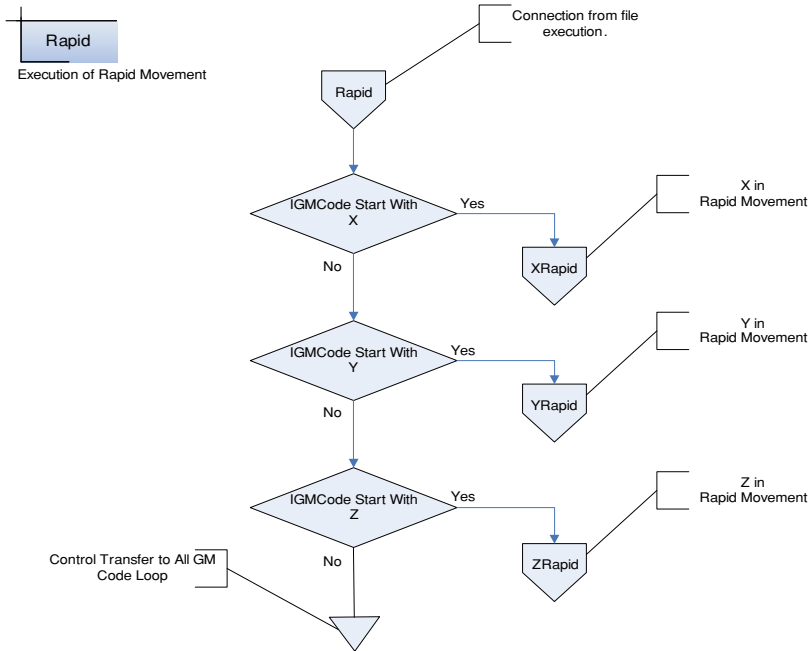 Rapid
Execution of Rapid Movement
Connection from file
execution.
Rapid
IGMCode Start With
X
Yes
No
XRapid
X in
Rapid Movement
IGMCode Start With
Y
Yes
No
YRapid
Y in
Rapid Movement
IGMCode Start With
Z
Yes
No
ZRapid
Z in
Rapid Movement
Control Transfer to All GM
Code Loop